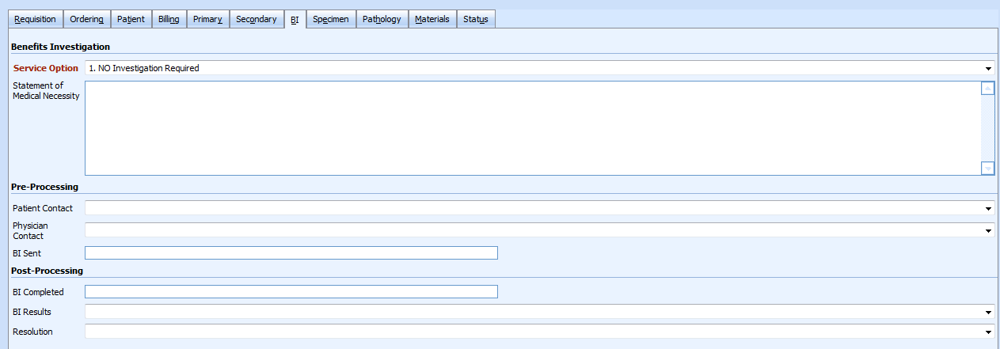 Requisition Ordering Patient Billing Primary Secondary BI Specimen Pathology Materials Status
Benefits Investigation
Service Option 1. NO Investigation Required
Statement of
Medical Necessity
Pre-Processing
Patient Contact
Physician
Contact
BI Sent
Post-Processing
BI Completed
BI Results
Resolution